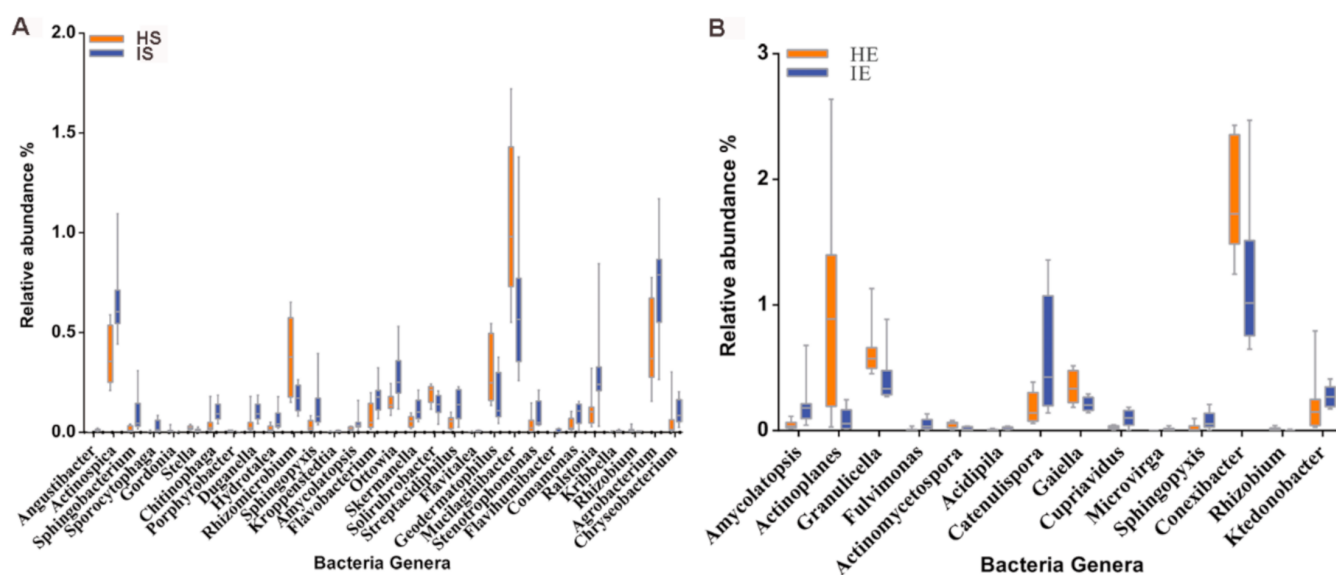 A
HS
IS
Relative abundance %
2.0
1.5
1.0
0.5
0.0
Angustibacter
Actinospica
Sphingobacterium
Sporocytophaga
Gordonia
Stella
Chitinophaga
Porphyrobacter
Duganella
Hydrotalea
Rhizomicrobium
Sphingopyxis
Kroppenstedtia
Amycolatopsis
Flavobacterium
Ottowia
Skermanella
Solirubrobacter
Streptacidiphilus
Flavitalea
Geodermatophilus
Mucilaginibacter
Stenotrophomonas
Flavihumibacter
Comamonas
Ralstonia
Kribbella
Rhizobium
Agrobacterium
Chryseobacterium
Bacteria Genera
B
HE
IE
Relative abundance %
3
2
1
0
Amycolatopsis
Actinoplanes
Granulicella
Fulvimonas
Actinomycetospora
Acidipila
Catenulispora
Gaiella
Cupriavidus
Microvirga
Sphingopyxis
Conexibacter
Rhizobium
Ktedonobacter
Bacteria Genera